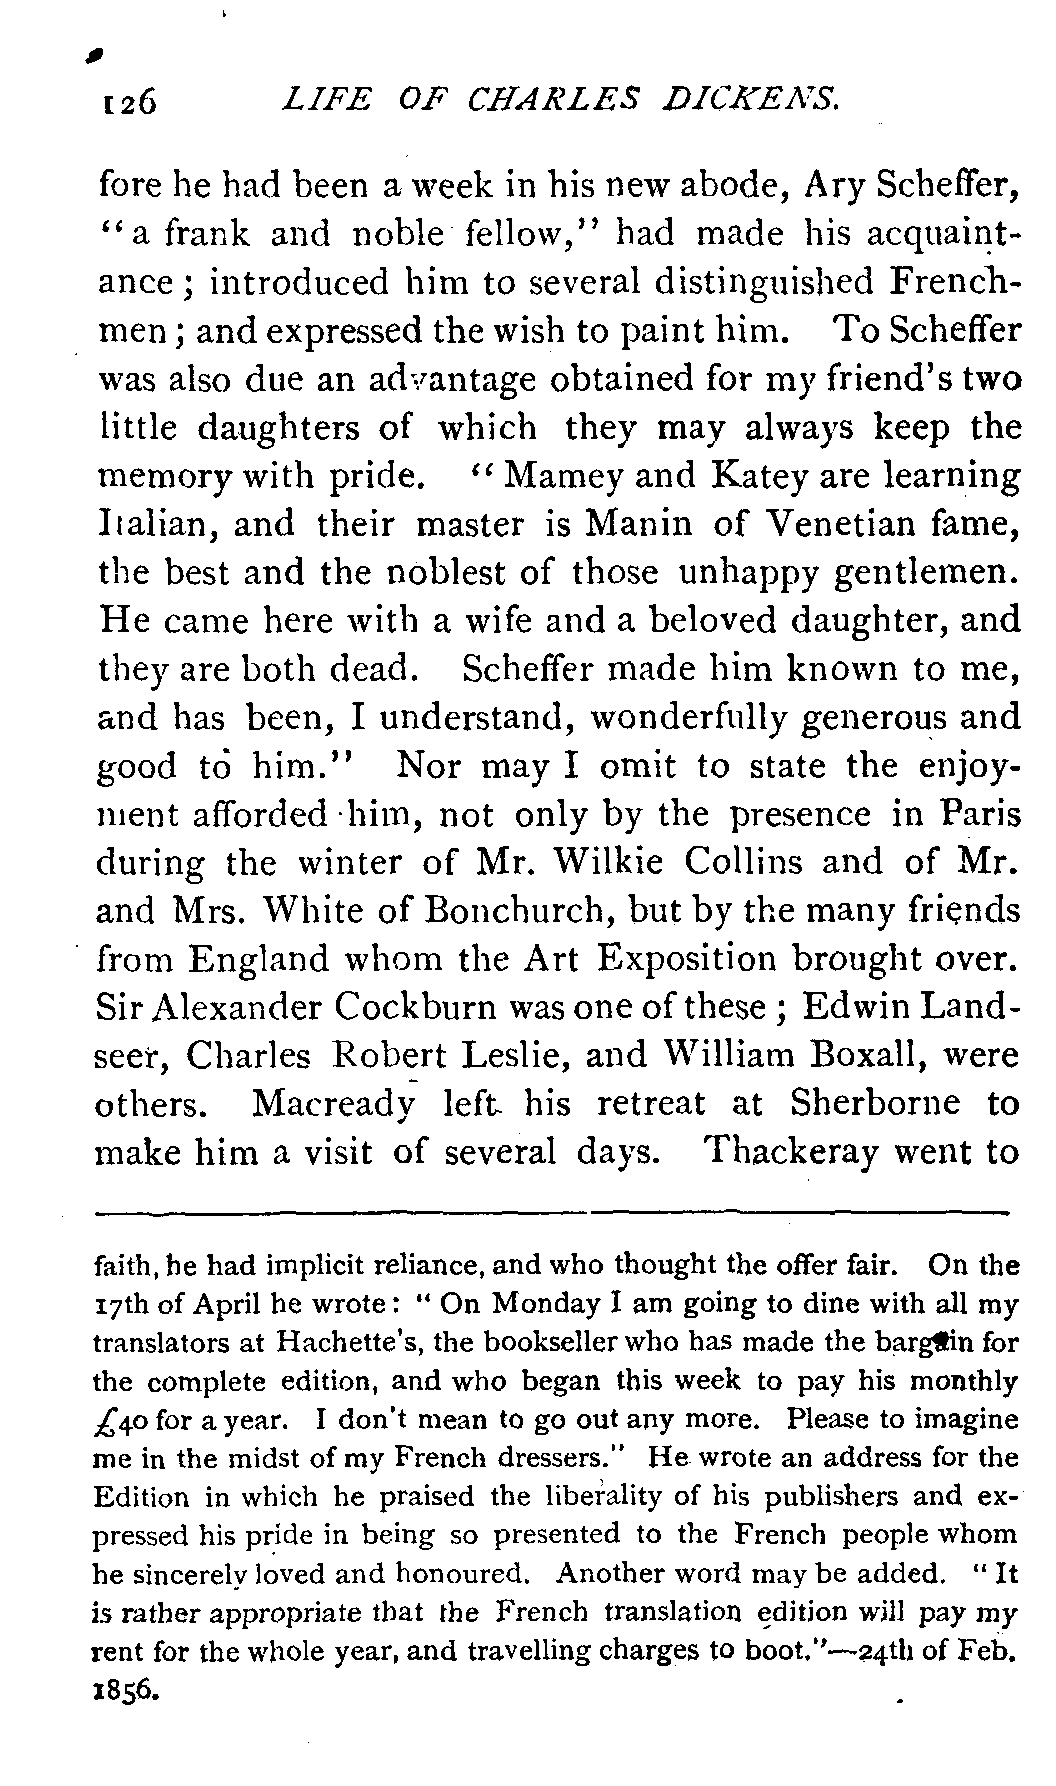 126 LIFE OF CHARLES DICKENS.
fore he had been a week in his new abode, Ary Scheffer,
“a frank and noble fellow,” had made his acquaint-
ance; introduced him to several distinguished French-
men; and expressed the wish to paint him. To Scheffer
was also due an advantage obtained for my friend’s two
little daughters of which they may always keep the
memory with pride. “Mamey and Katey are learning
Italian, and their master is Manin of Venetian fame,
the best and the noblest of those unhappy gentlemen.
He came here with a wife and a beloved daughter, and
they are both dead. Scheffer made him known to me,
and has been, I understand, wonderfully generous and
good to him.” Nor may I omit to state the enjoy-
ment afforded him, not only by the presence in Paris
during the winter of Mr. Wilkie Collins and of Mr.
and Mrs. White of Bonchurch, but by the many friends
from England whom the Art Exposition brought over.
Sir Alexander Cockburn was one of these; Edwin Land-
seer, Charles Robert Leslie, and William Boxall, were
others. Macready left his retreat at Sherborne to
make him a visit of several days. Thackeray went to
faith, he had implicit reliance, and who thought the offer fair. On the
17th of April he wrote: “On Monday I am going to dine with all my
translators at Hachette’s, the bookseller who has made the bargain for
the complete edition, and who began this week to pay his monthly
£40 for a year. I don’t mean to go out any more. Please to imagine
me in the midst of my French dressers.” He wrote an address for the
Edition in which he praised the liberality of his publishers and ex-
pressed his pride in being so presented to the French people whom
he sincerely loved and honoured. Another word may be added. “It
is rather appropriate that the French translation edition will pay my
rent for the whole year, and travelling charges to boot.”—24th of Feb.
1856.